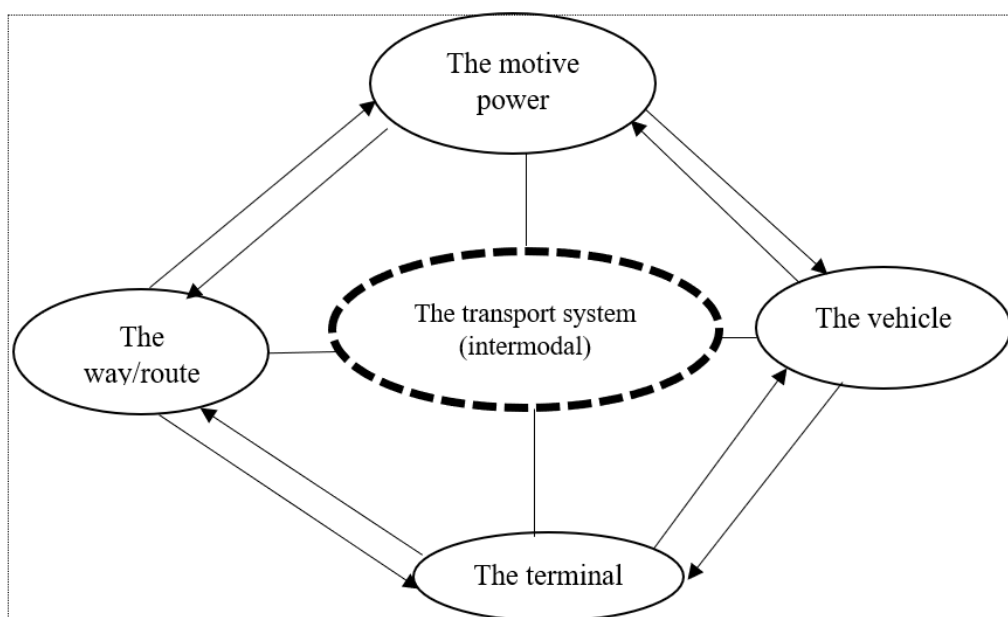 The motive
power
The transport system
(intermodal)
The vehicle
The
way/route
The terminal